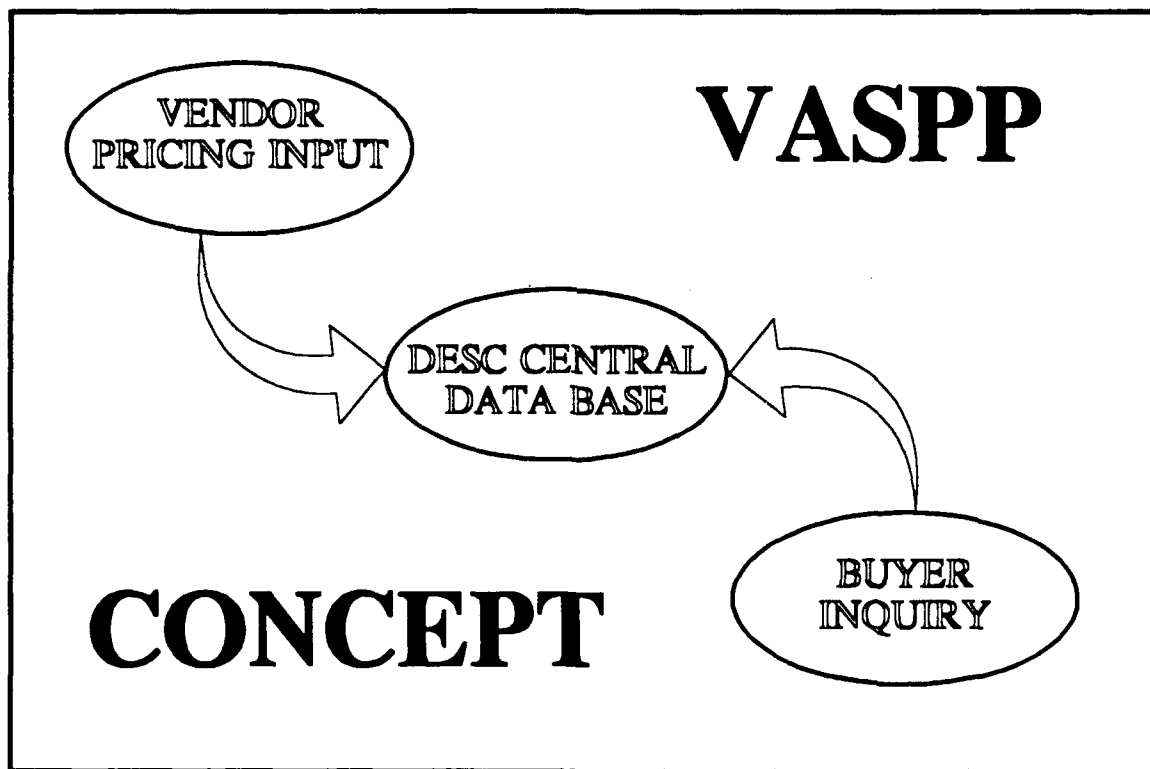 VENDOR
PRICING INPUT
VASPP
DESC CENTRAL
DATA BASE
BUYER
INQUIRY
CONCEPT